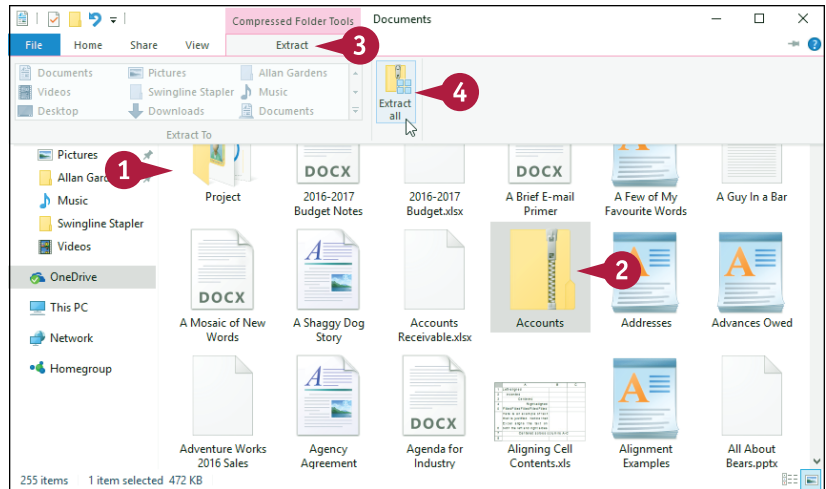 Compressed Folder Tools Documents
File Home Share View Extract 3
Documents Pictures Allan Gardens
Videos Swingline Stapler Music
Desktop Downloads Documents
Extract To
Extract
all
4
Pictures
Allan Gard
Music
Swingline Stapler
Videos
OneDrive
This PC
Network
Homegroup
1
Project
DOCX
2016-2017
Budget Notes
2016-2017
Budget.xlsx
DOCX
A Brief E-mail
Primer
A Few of My
Favourite Words
A Guy In a Bar
DOCX
A Mosaic of New
Words
A Shaggy Dog
Story
Accounts
Receivable.xlsx
2
Accounts
Addresses
Advances Owed
Adventure Works
2016 Sales
Agency
Agreement
DOCX
Agenda for
Industry
Aligning Cell
Contents.xls
Alignment
Examples
All About
Bears.pptx
255 items 1 item selected 472 KB